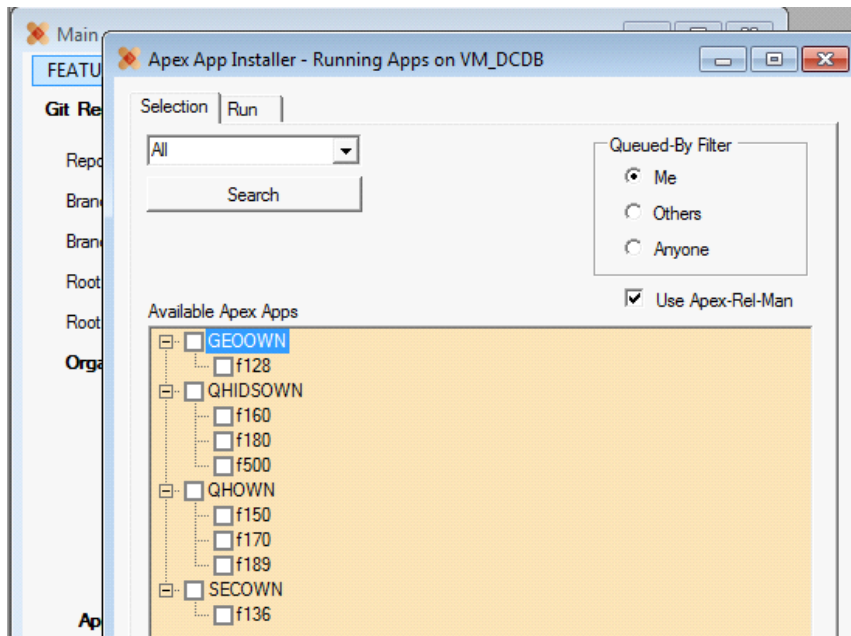 Main
Apex App Installer - Running Apps on VM_DCDB
FEATU
Git Re
Repo
Bran
Bran
Root
Root
Orga
Ap
Selection
Run
All
Search
Queued-By Filter
Me
Others
Anyone
Use Apex-Rel-Man
Available Apex Apps
GEOOWN
f128
QHIDSOWN
f160
f180
f500
QHOWN
f150
f170
f189
SECOWN
f136